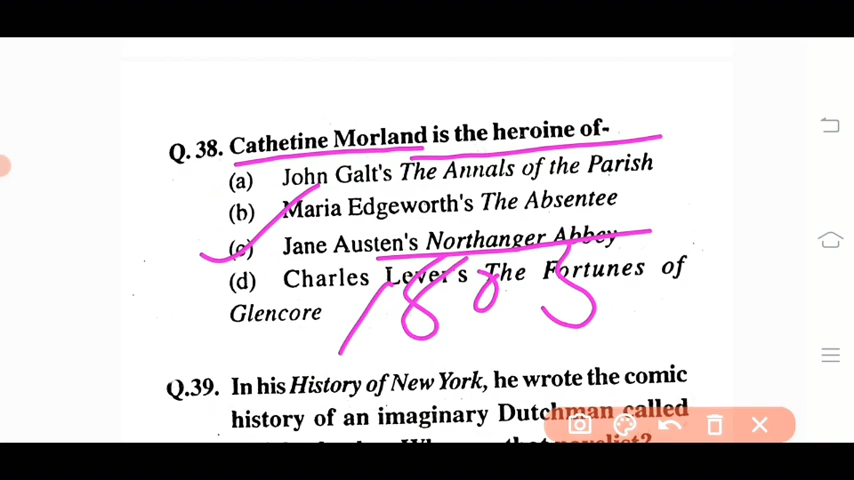 Q. 38. Cathetine Morland is the heroine of-
(a) John Galt's The Annals of the Parish
(b) Maria Edgeworth's The Absentee
(c) Jane Austen's Northanger Abbey
(d) Charles Lever's The Fortunes of
Glencore
1803
Q.39. In his History of New York, he wrote the comic
history of an imaginary Dutchman called
that novelist?